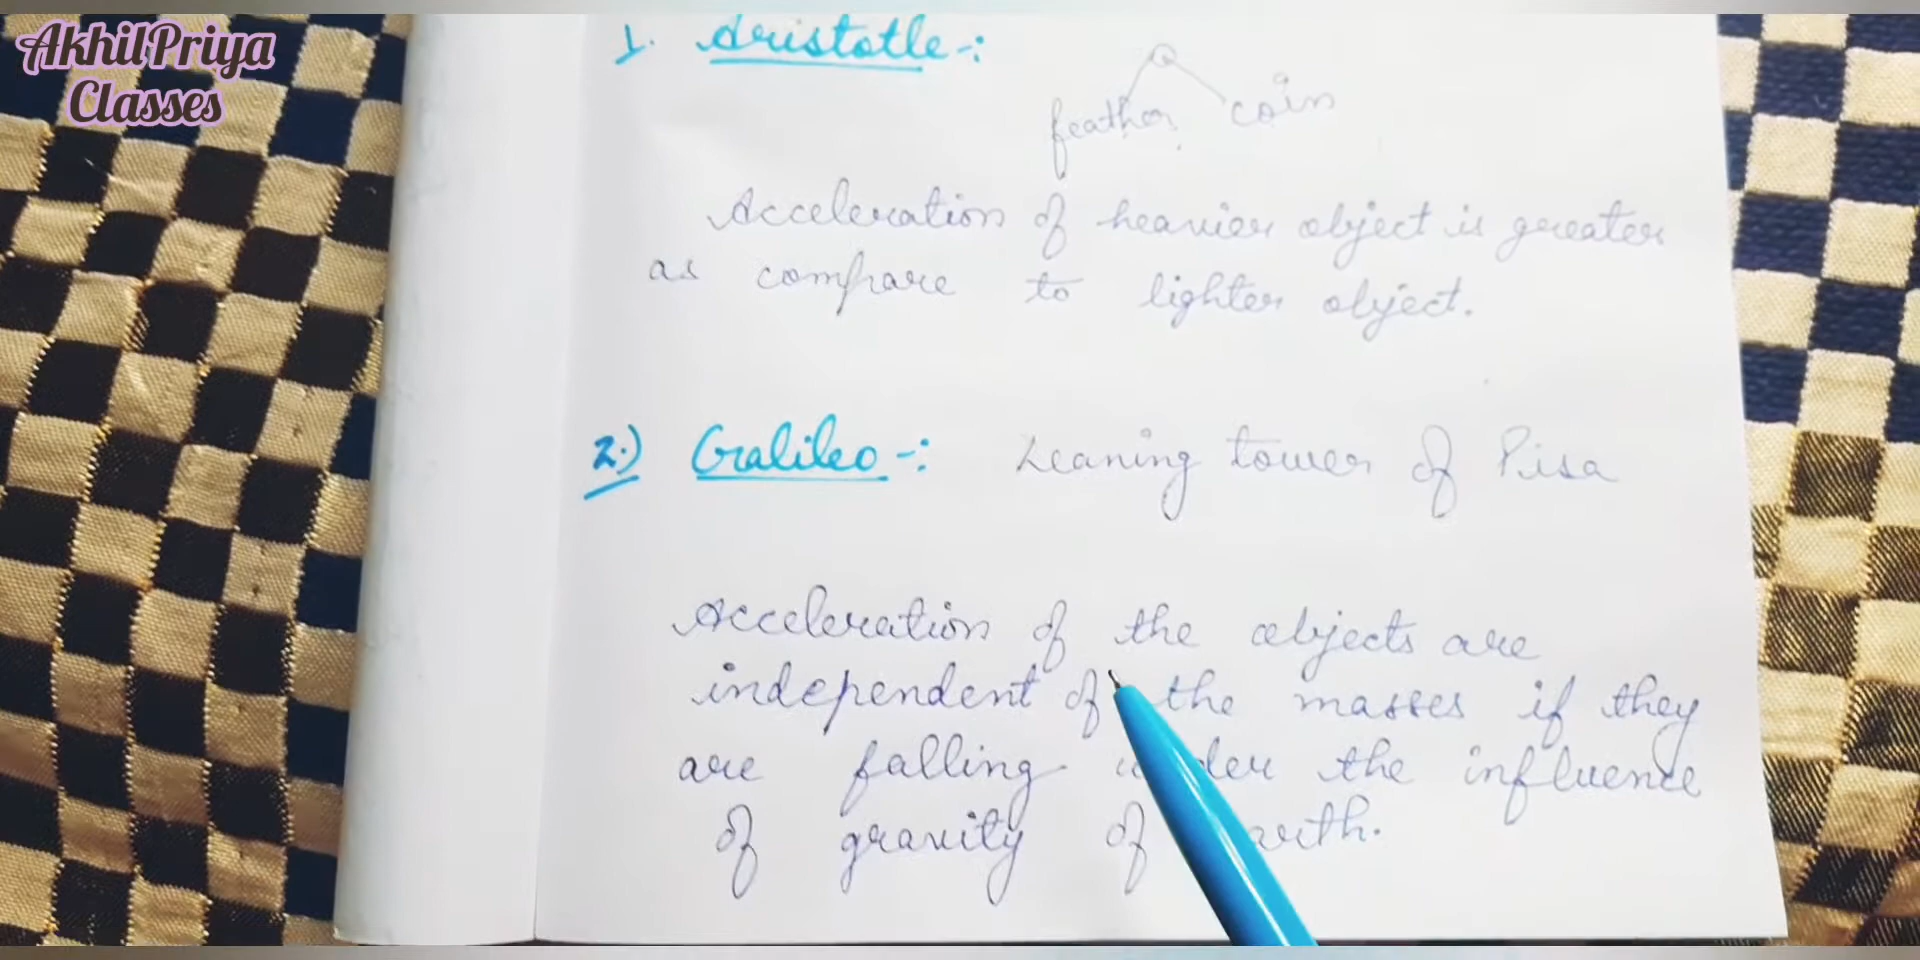 AkhilPriya
Classes
1. Aristotle-:
feather coin
Acceleration of heavier object is greater
as compare to lighter object.
2.) Galileo-: Leaning tower of Pisa
Acceleration of the objects are
independent of the masses if they
are falling the influence
of gravity of